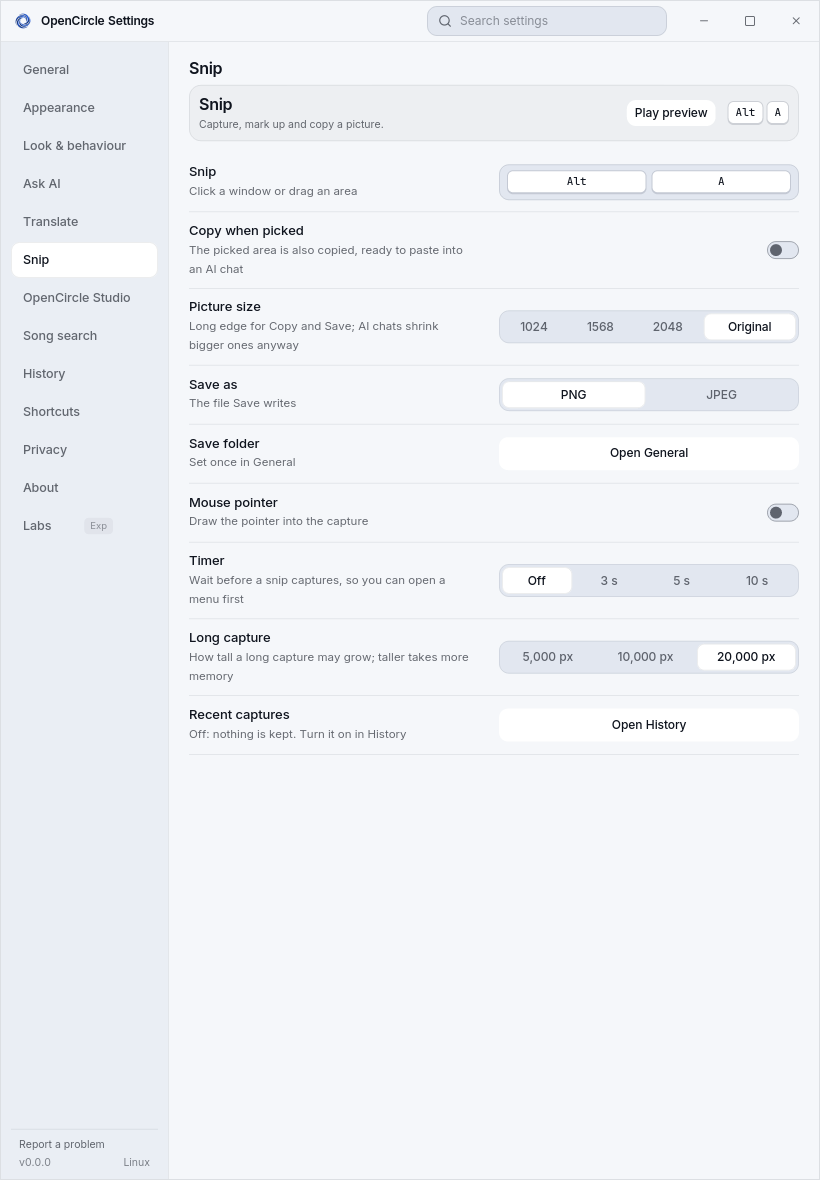 OpenCircle Settings
Search settings
General
Appearance
Look & behaviour
Ask AI
Translate
Snip
OpenCircle Studio
Song search
History
Shortcuts
Privacy
About
Labs Exp
Report a problem
v0.0.0 Linux
Snip
Snip
Capture, mark up and copy a picture.
Play preview Alt A
Snip
Click a window or drag an area
Alt A
Copy when picked
The picked area is also copied, ready to paste into
an AI chat
Picture size
Long edge for Copy and Save; AI chats shrink
bigger ones anyway
1024 1568 2048 Original
Save as
The file Save writes
PNG JPEG
Save folder
Set once in General
Open General
Mouse pointer
Draw the pointer into the capture
Timer
Wait before a snip captures, so you can open a
menu first
Off 3 s 5 s 10 s
Long capture
How tall a long capture may grow; taller takes more
memory
5,000 px 10,000 px 20,000 px
Recent captures
Off: nothing is kept. Turn it on in History
Open History